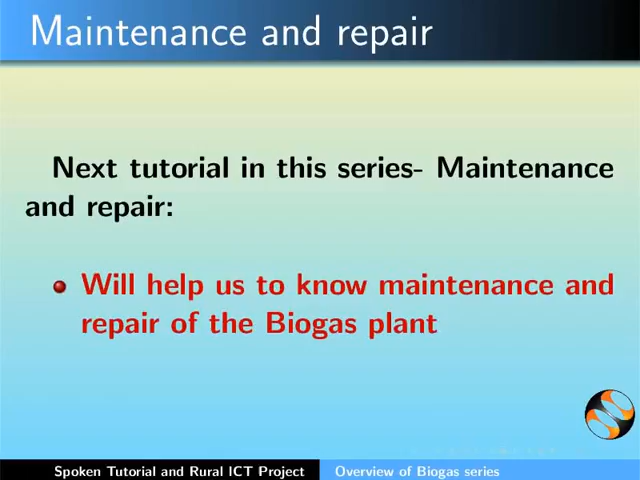 Maintenance and repair
Next tutorial in this series- Maintenance
and repair:
Will help us to know maintenance and
repair of the Biogas plant
Spoken Tutorial and Rural ICT Project
Overview of Biogas series